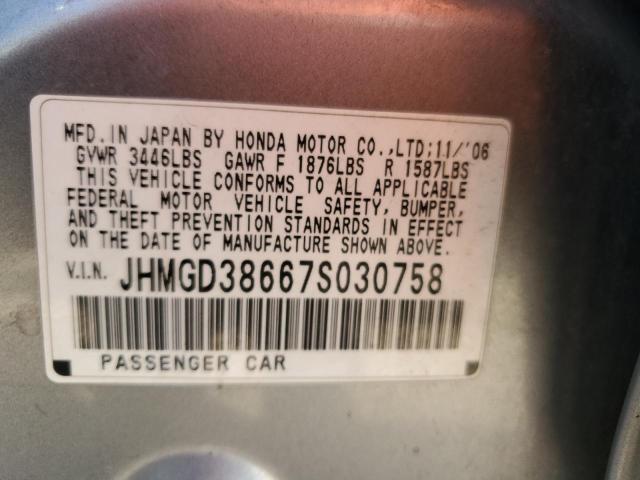 MFD. IN JAPAN BY HONDA MOTOR CO., LTD; 11/'06
GVWR 3446LBS GAWR F 1876LBS R 1587LBS
THIS VEHICLE CONFORMS TO ALL APPLICABLE
FEDERAL MOTOR VEHICLE SAFETY, BUMPER,
AND THEFT PREVENTION STANDARDS IN EFFECT
ON THE DATE OF MANUFACTURE SHOWN ABOVE.
V.I.N. JHMGD38667S030758
PASSENGER CAR